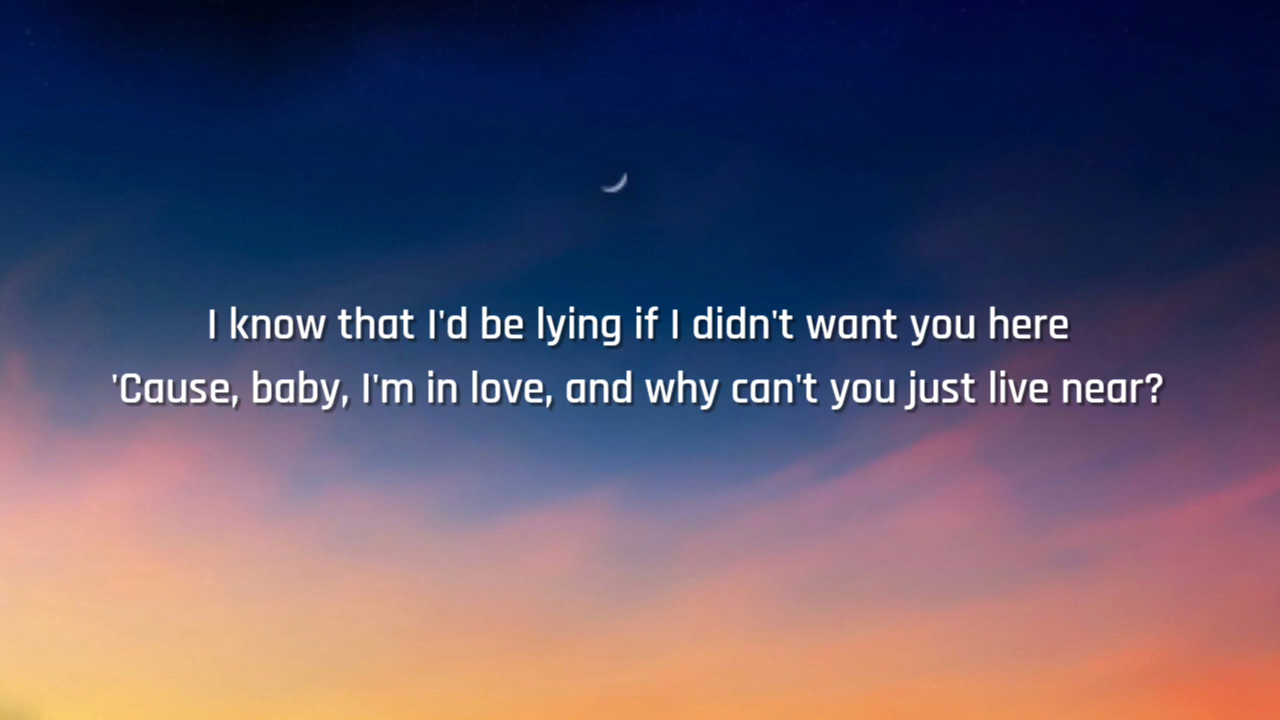 I know that I'd be lying if I didn't want you here
'Cause, baby, I'm in love, and why can't you just live near?